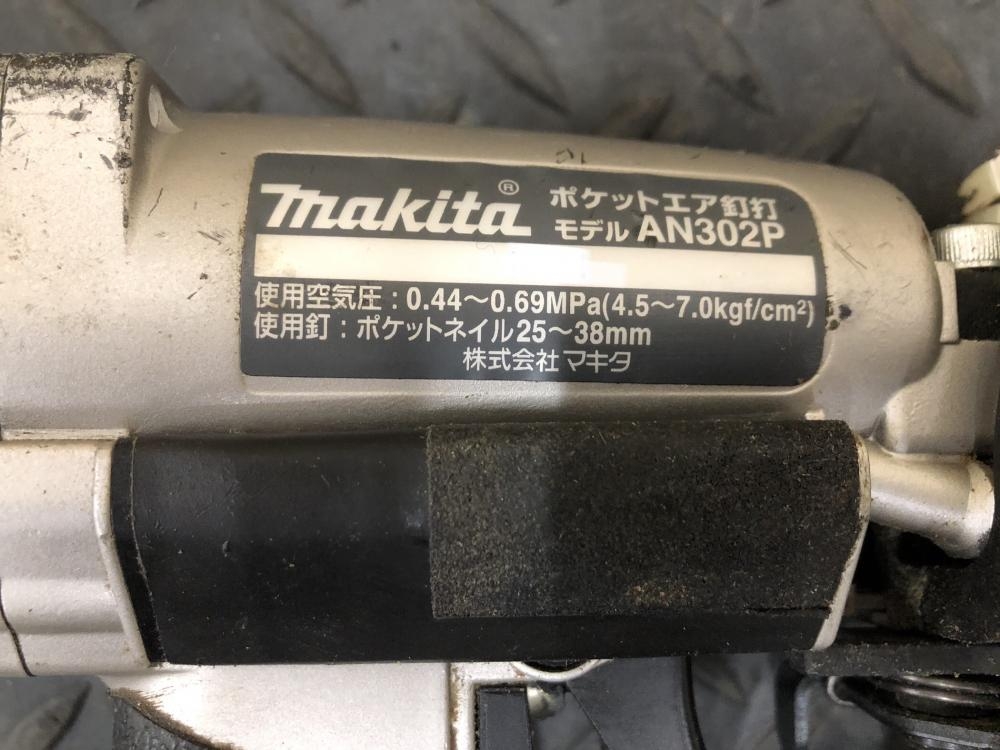 makita® ポケットエア釘打
モデル AN302P
使用空気圧：0.44〜0.69MPa(4.5〜7.0kgf/cm²)
使用釘：ポケットネイル25〜38mm
株式会社マキタ